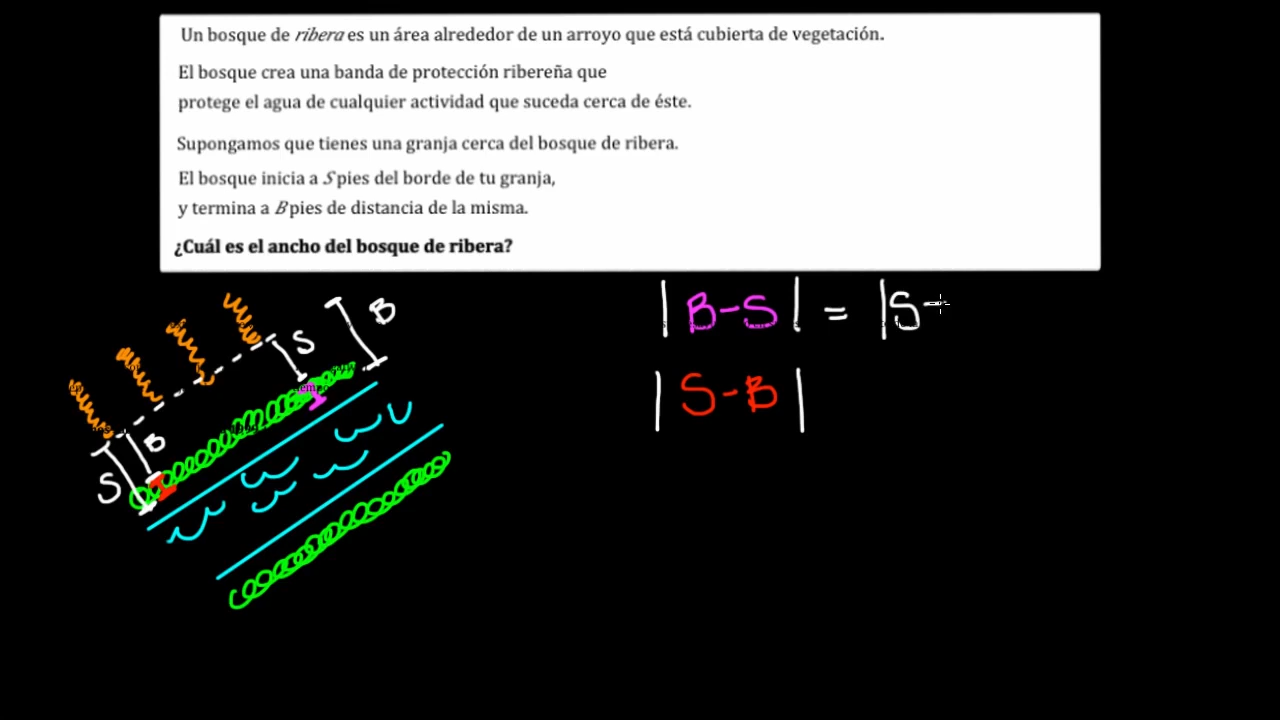 Un bosque de ribera es un área alrededor de un arroyo que está cubierta de vegetación.
El bosque crea una banda de protección ribereña que
protege el agua de cualquier actividad que suceda cerca de éste.
Supongamos que tienes una granja cerca del bosque de ribera.
El bosque inicia a S pies del borde de tu granja,
y termina a B pies de distancia de la misma.
¿Cuál es el ancho del bosque de ribera?
|B-S| = |S-
|S-B|
S
B
B
S